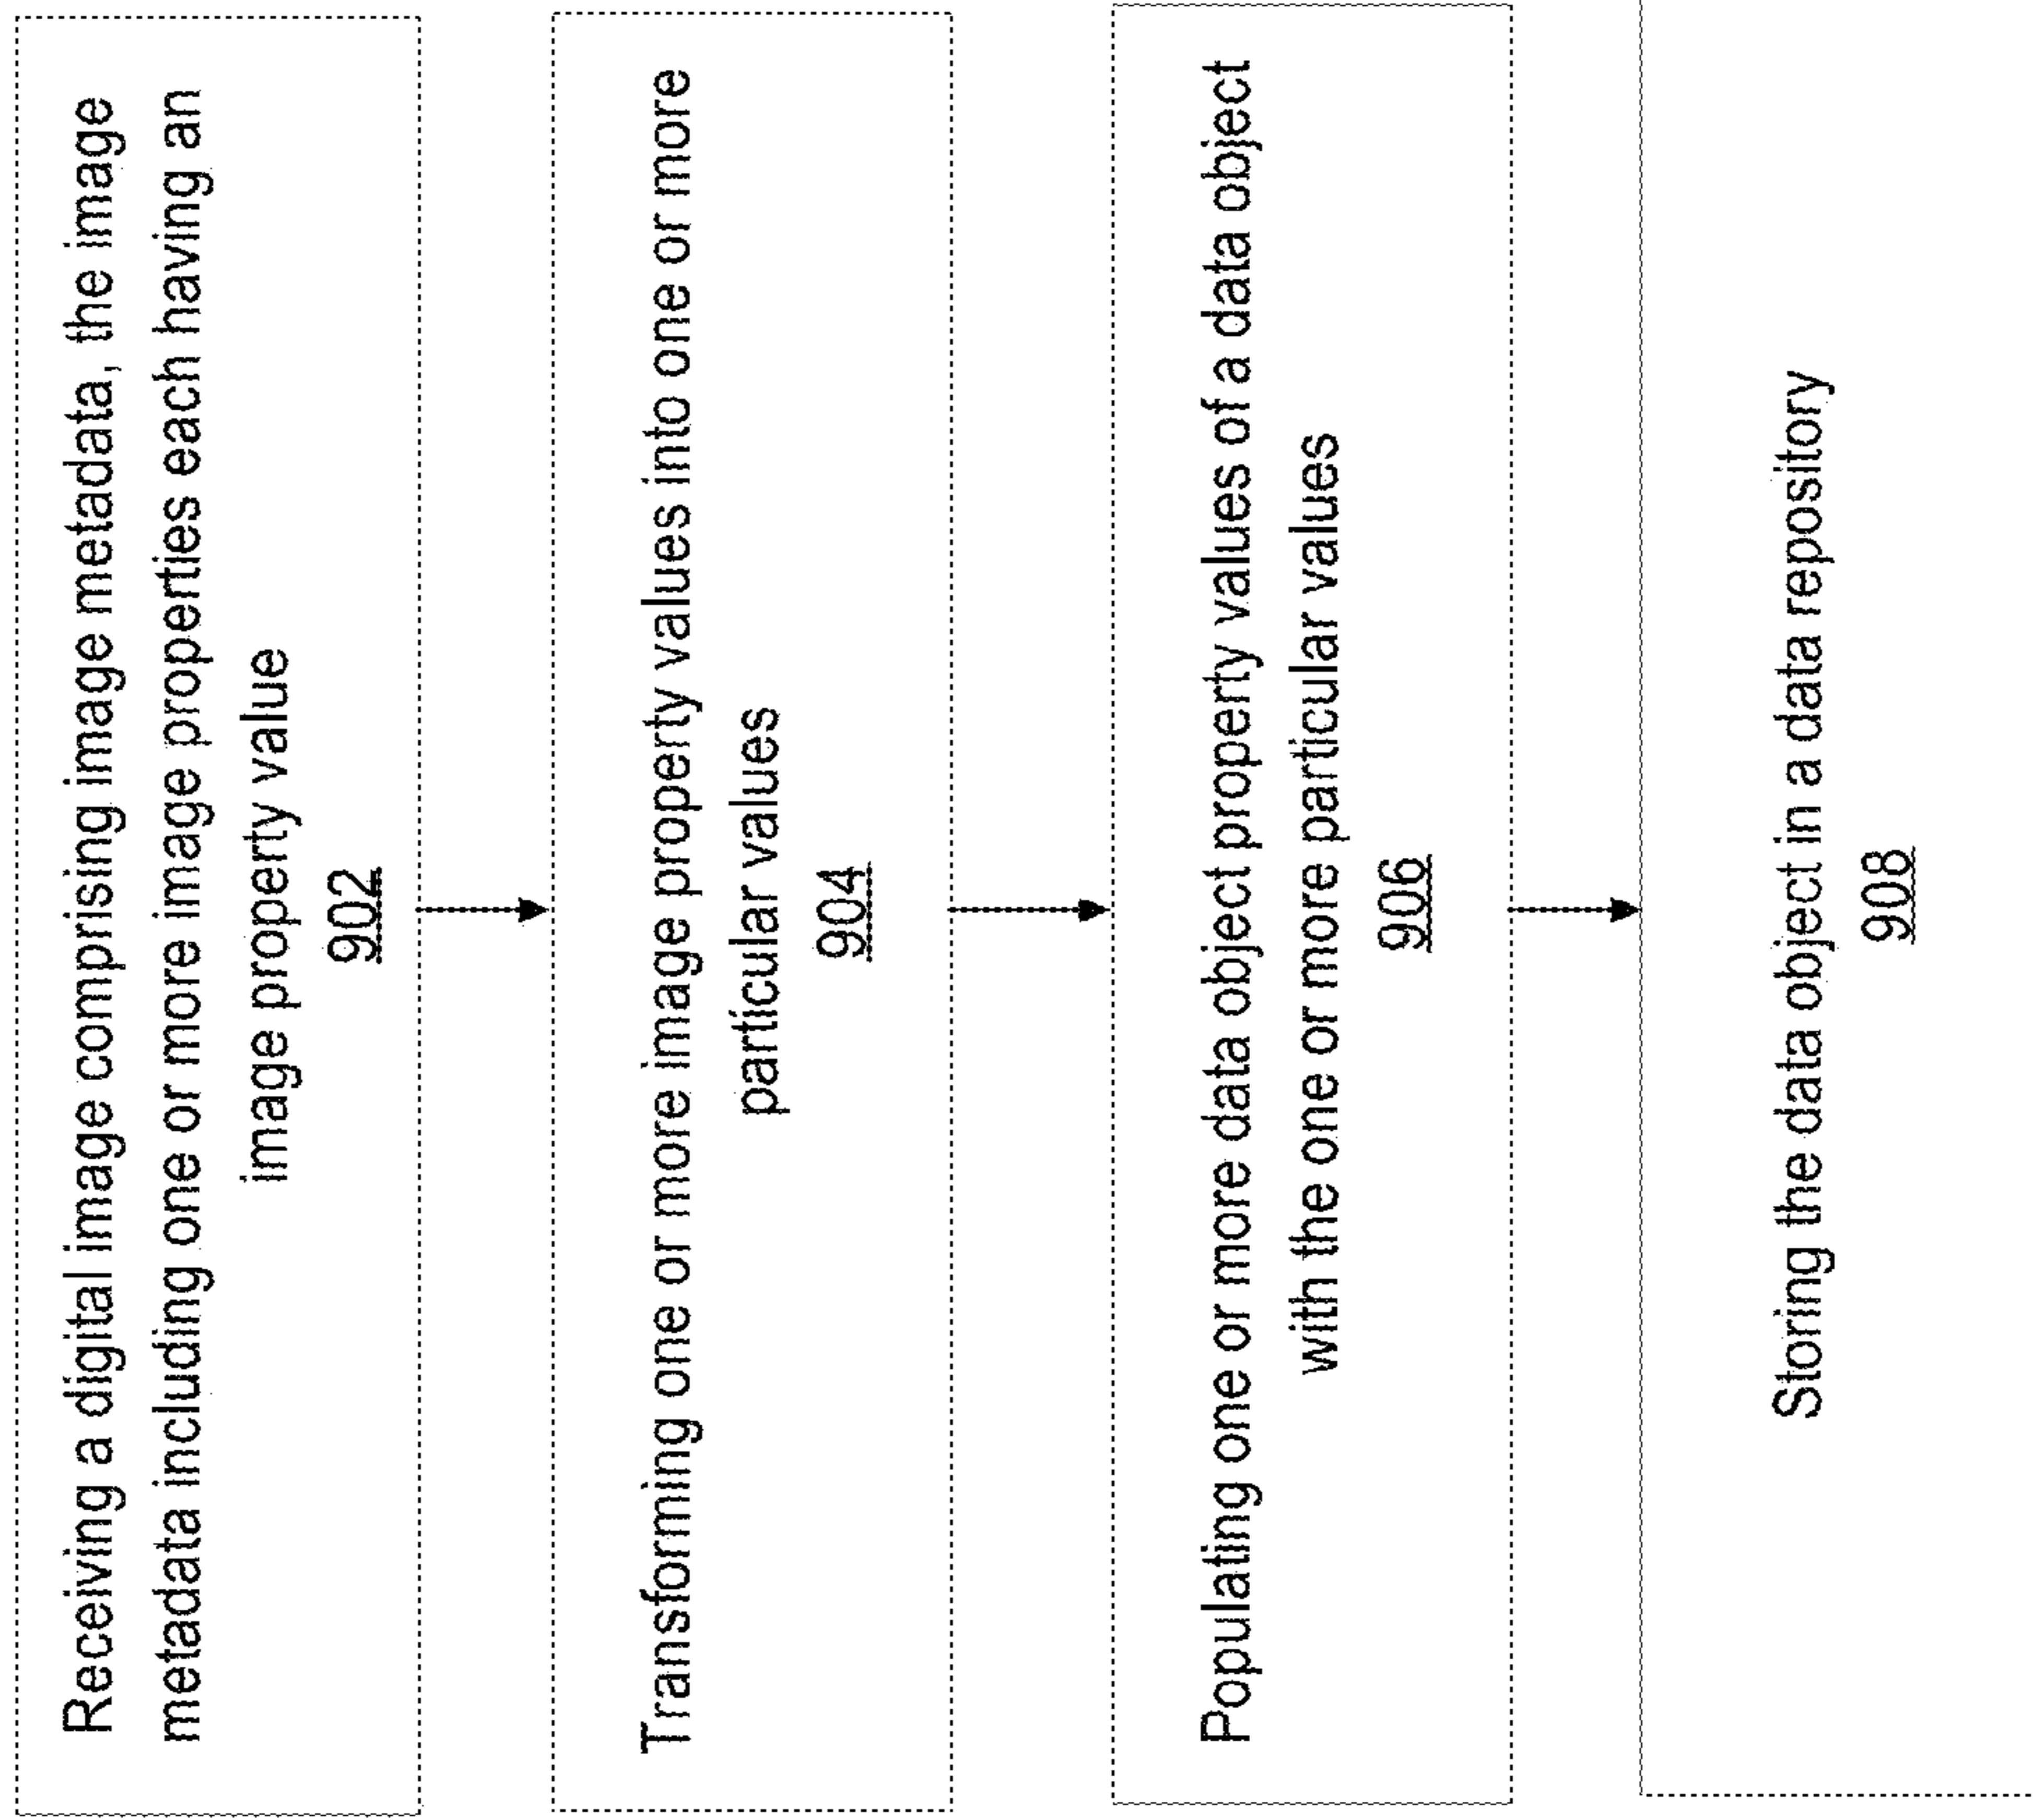 Receiving a digital image comprising image metadata, the image
metadata including one or more image properties each having an
image property value
902
Transforming one or more image property values into one or more
particular values
904
Populating one or more data object property values of a data object
with the one or more particular values
906
Storing the data object in a data repository
908